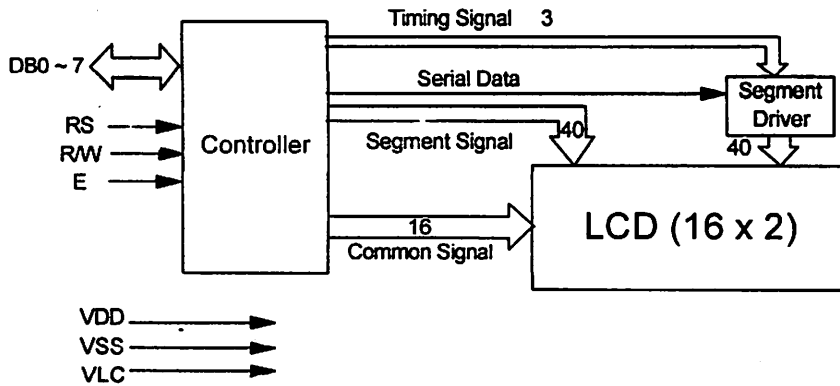 Timing Signal 3
DB0 ~ 7
Serial Data
Segment
Driver
RS
R/W
E
Controller
Segment Signal
40
40
16
Common Signal
LCD (16 x 2)
VDD
VSS
VLC